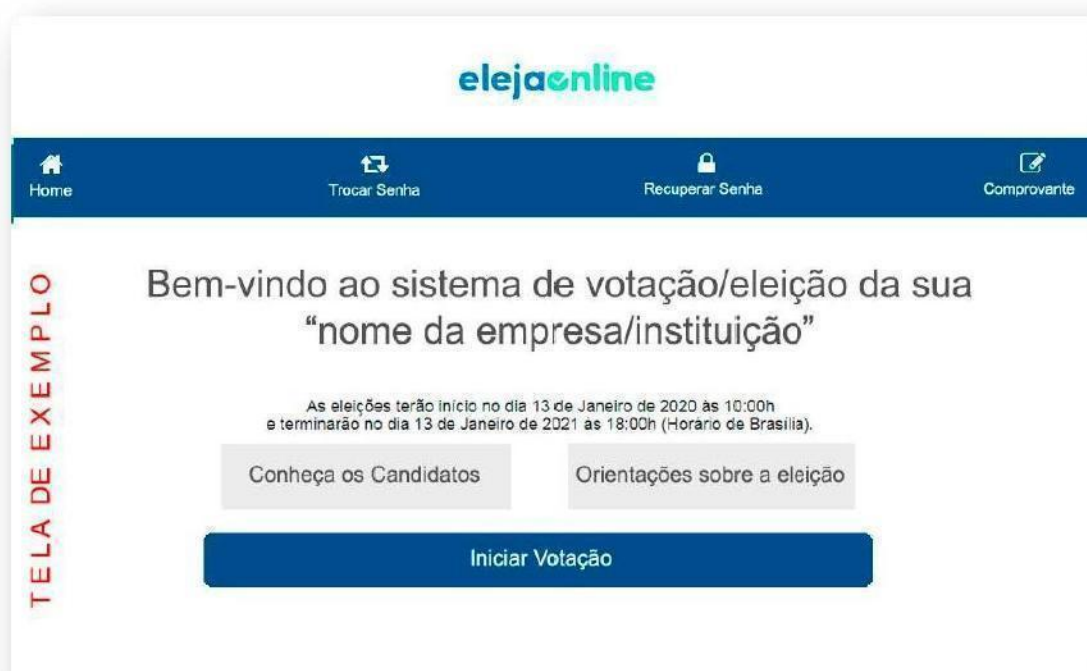 elejaonline
Home
Trocar Senha
Recuperar Senha
Comprovante
TELA DE EXEMPLO
Bem-vindo ao sistema de votação/eleição da sua
“nome da empresa/instituição”
As eleições terão início no dia 13 de Janeiro de 2020 às 10:00h
e terminarão no dia 13 de Janeiro de 2021 às 18:00h (Horário de Brasília).
Conheça os Candidatos
Orientações sobre a eleição
Iniciar Votação